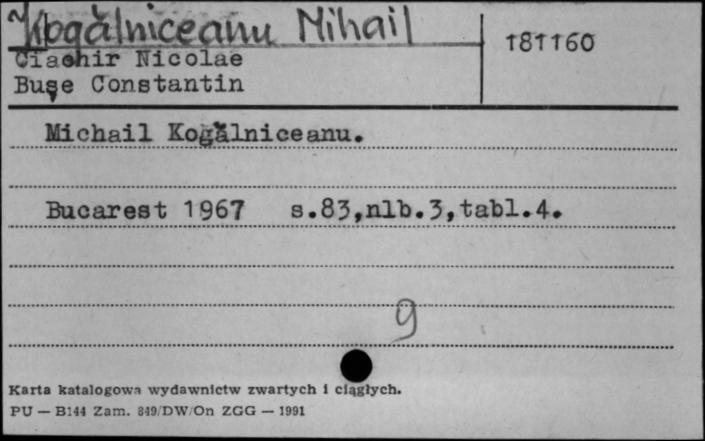 Kogălniceanu Mihail
181160
Ciachir Nicolae
Buşe Constantin
Michail Kogălniceanu.
Bucarest 1967 s.83,nlb.3,tabl.4.
9
Karta katalogowa wydawnictw zwartych i ciągłych.
PU — B144 Zam. 849/DW/On ZGG — 1991